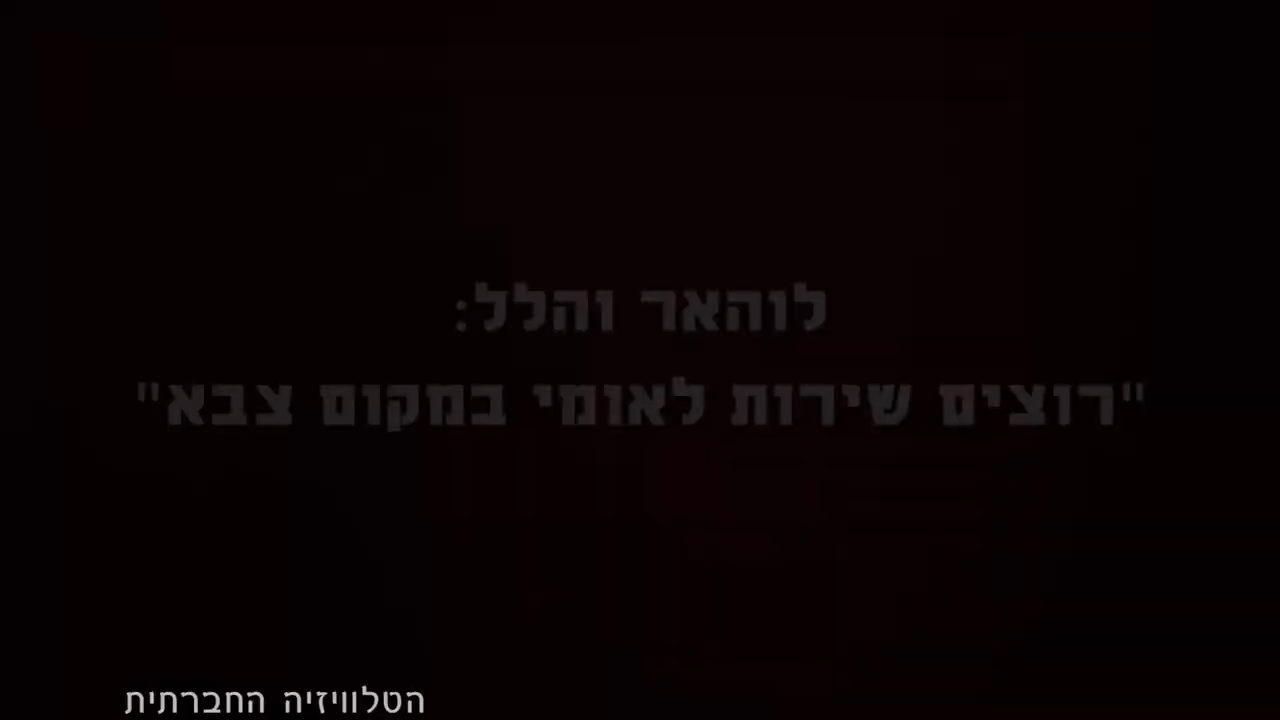 לוהאר והלל:
"רוצים שירות לאומי במקום צבא"
הטלוויזיה החברתית